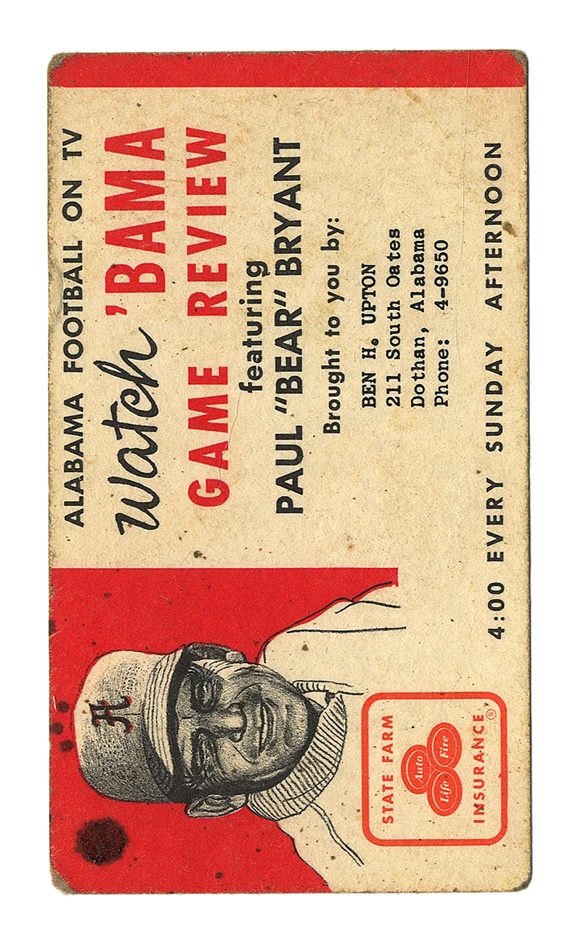 ALABAMA FOOTBALL ON TV
Watch 'BAMA
GAME REVIEW
featuring
PAUL "BEAR" BRYANT
Brought to you by:
BEN H. UPTON
211 South Oates
Dothan, Alabama
Phone: 4-9650
4:00 EVERY SUNDAY AFTERNOON
A
STATE FARM
Auto
Life Fire
INSURANCE®